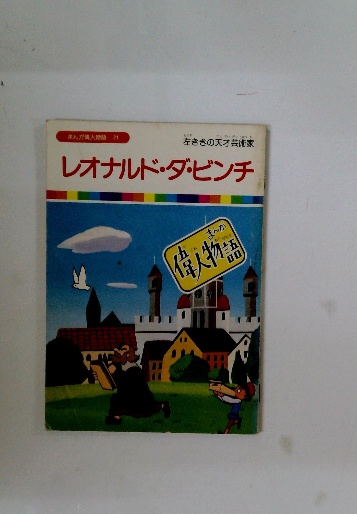 まんが偉人物語 21
左ききの天才芸術家
レオナルド・ダ・ビンチ
まんが
偉人物語